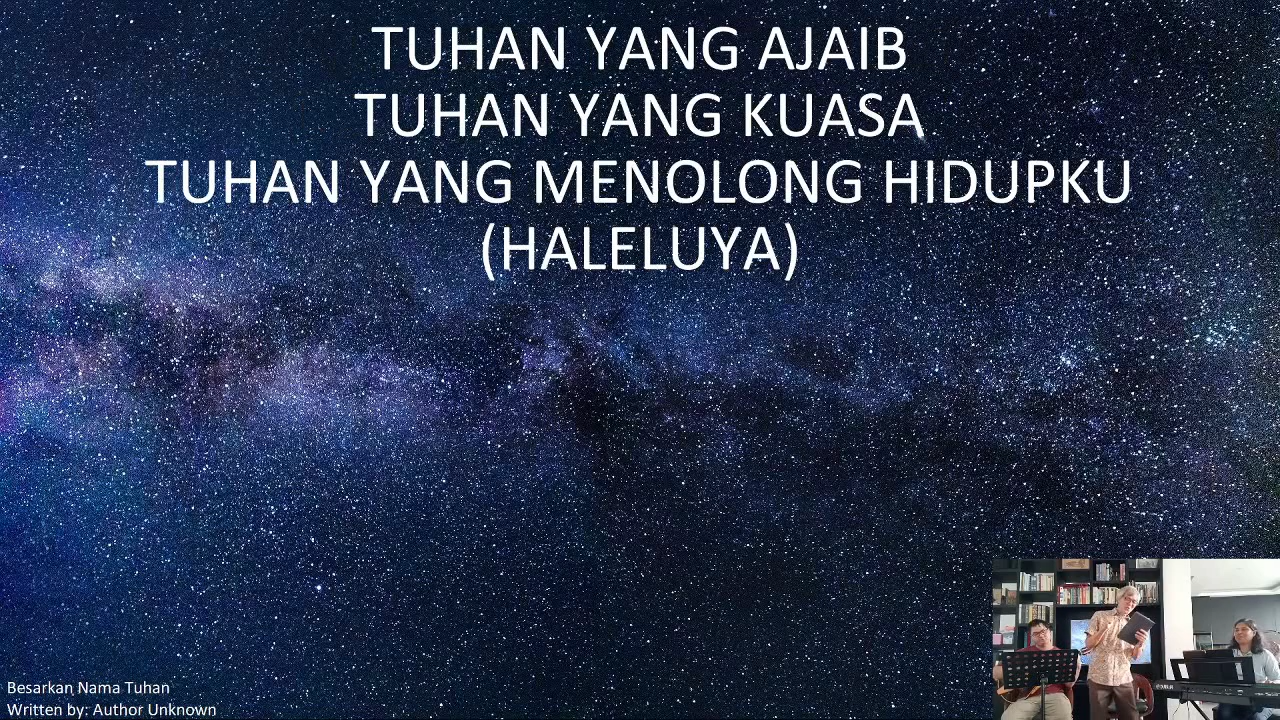 TUHAN YANG AJAIB
TUHAN YANG KUASA
TUHAN YANG MENOLONG HIDUPKU
(HALELUYA)
Besarkan Nama Tuhan
Written by: Author Unknown